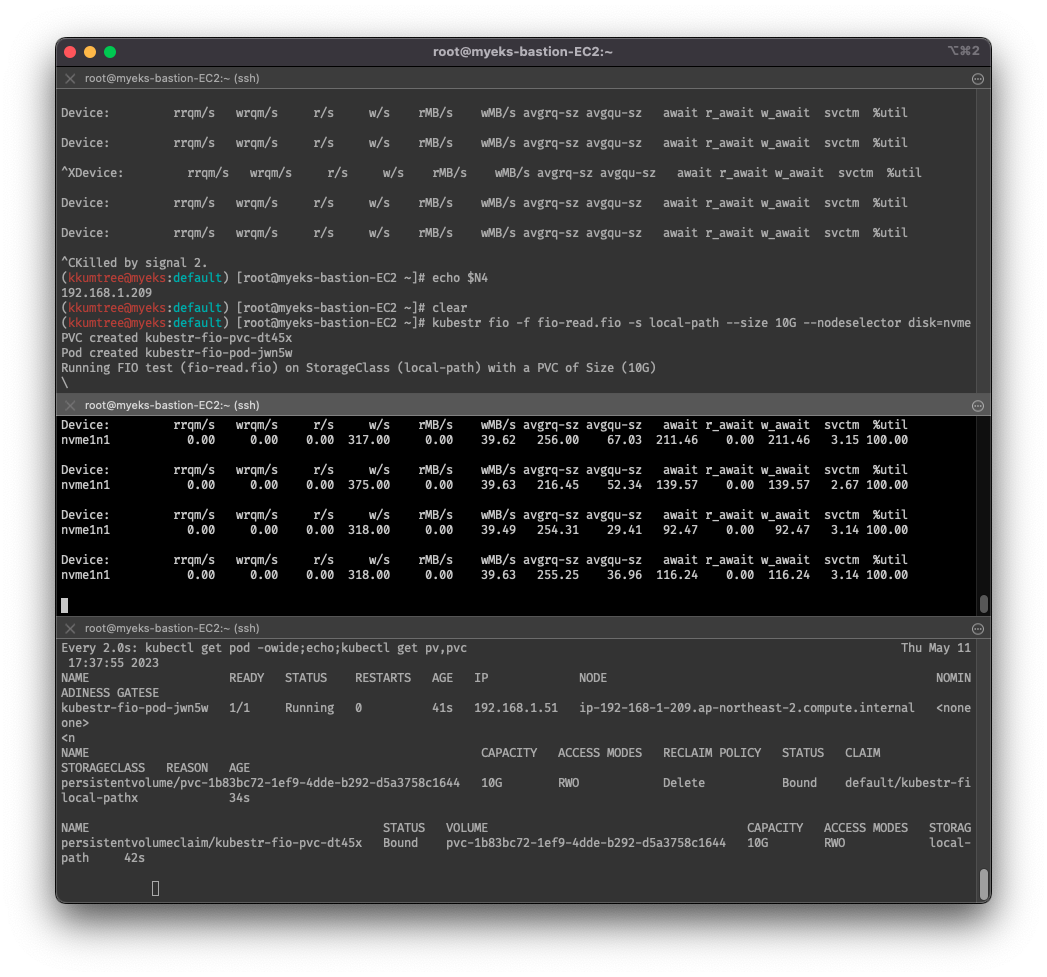 root@myeks-bastion-EC2:~
⌥⌘2
root@myeks-bastion-EC2:~ (ssh)
Device:         rrqm/s   wrqm/s     r/s     w/s    rMB/s    wMB/s avgrq-sz avgqu-sz   await r_await w_await  svctm  %util
Device:         rrqm/s   wrqm/s     r/s     w/s    rMB/s    wMB/s avgrq-sz avgqu-sz   await r_await w_await  svctm  %util
^XDevice:         rrqm/s   wrqm/s     r/s     w/s    rMB/s    wMB/s avgrq-sz avgqu-sz   await r_await w_await  svctm  %util
Device:         rrqm/s   wrqm/s     r/s     w/s    rMB/s    wMB/s avgrq-sz avgqu-sz   await r_await w_await  svctm  %util
Device:         rrqm/s   wrqm/s     r/s     w/s    rMB/s    wMB/s avgrq-sz avgqu-sz   await r_await w_await  svctm  %util
^CKilled by signal 2.
(kkumtree@myeks:default) [root@myeks-bastion-EC2 ~]# echo $N4
192.168.1.209
(kkumtree@myeks:default) [root@myeks-bastion-EC2 ~]# clear
(kkumtree@myeks:default) [root@myeks-bastion-EC2 ~]# kubestr fio -f fio-read.fio -s local-path --size 10G --nodeselector disk=nvme
PVC created kubestr-fio-pvc-dt45x
Pod created kubestr-fio-pod-jwn5w
Running FIO test (fio-read.fio) on StorageClass (local-path) with a PVC of Size (10G)
\
root@myeks-bastion-EC2:~ (ssh)
Device:         rrqm/s   wrqm/s     r/s     w/s    rMB/s    wMB/s avgrq-sz avgqu-sz   await r_await w_await  svctm  %util
nvme1n1           0.00     0.00    0.00  317.00     0.00    39.62   256.00    67.03  211.46    0.00  211.46   3.15 100.00
Device:         rrqm/s   wrqm/s     r/s     w/s    rMB/s    wMB/s avgrq-sz avgqu-sz   await r_await w_await  svctm  %util
nvme1n1           0.00     0.00    0.00  375.00     0.00    39.63   216.45    52.34  139.57    0.00  139.57   2.67 100.00
Device:         rrqm/s   wrqm/s     r/s     w/s    rMB/s    wMB/s avgrq-sz avgqu-sz   await r_await w_await  svctm  %util
nvme1n1           0.00     0.00    0.00  318.00     0.00    39.49   254.31    29.41   92.47    0.00   92.47   3.14 100.00
Device:         rrqm/s   wrqm/s     r/s     w/s    rMB/s    wMB/s avgrq-sz avgqu-sz   await r_await w_await  svctm  %util
nvme1n1           0.00     0.00    0.00  318.00     0.00    39.63   255.25    36.96  116.24    0.00  116.24   3.14 100.00
root@myeks-bastion-EC2:~ (ssh)
Every 2.0s: kubectl get pod -owide;echo;kubectl get pv,pvc                                                              Thu May 11
 17:37:55 2023
NAME                    READY   STATUS    RESTARTS   AGE   IP             NODE                                               NOMIN
ADINESS GATESE
kubestr-fio-pod-jwn5w   1/1     Running   0          41s   192.168.1.51   ip-192-168-1-209.ap-northeast-2.compute.internal   <none
one>
<n
NAME                                                        CAPACITY   ACCESS MODES   RECLAIM POLICY   STATUS   CLAIM
STORAGECLASS   REASON   AGE
persistentvolume/pvc-1b83bc72-1ef9-4dde-b292-d5a3758c1644   10G        RWO            Delete           Bound    default/kubestr-fi
local-pathx             34s
NAME                                          STATUS   VOLUME                                     CAPACITY   ACCESS MODES   STORAG
persistentvolumeclaim/kubestr-fio-pvc-dt45x   Bound    pvc-1b83bc72-1ef9-4dde-b292-d5a3758c1644   10G        RWO            local-
path     42s